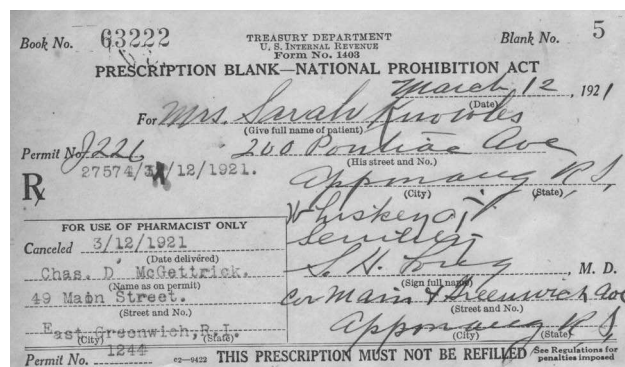 Book No. 63222
TREASURY DEPARTMENT
U. S. INTERNAL REVENUE
Form No. 1403
Blank No. 5
PRESCRIPTION BLANK—NATIONAL PROHIBITION ACT
March 12, 1921
(Date)
For Mrs. Sarah Knowles
(Give full name of patient)
Permit No. J226 200 Pontiac Ave
(His street and No.)
27574/3/12/1921.
Rx Apponaug R I,
(City) (State)
Whiskey
FOR USE OF PHARMACIST ONLY
Canceled 3/12/1921
(Date delivered)
Chas. D McGettrick.
(Name as on permit)
S. H. M. D.
(Sign full name)
49 Main Street.
(Street and No.)
cor Main & Greenwich Ave
(Street and No.)
East Greenwich, R.I.
(City) (State)
Apponaug R I,
(City) (State)
Permit No. 1244
c2—9422 THIS PRESCRIPTION MUST NOT BE REFILLED (See Regulations for
penalties imposed